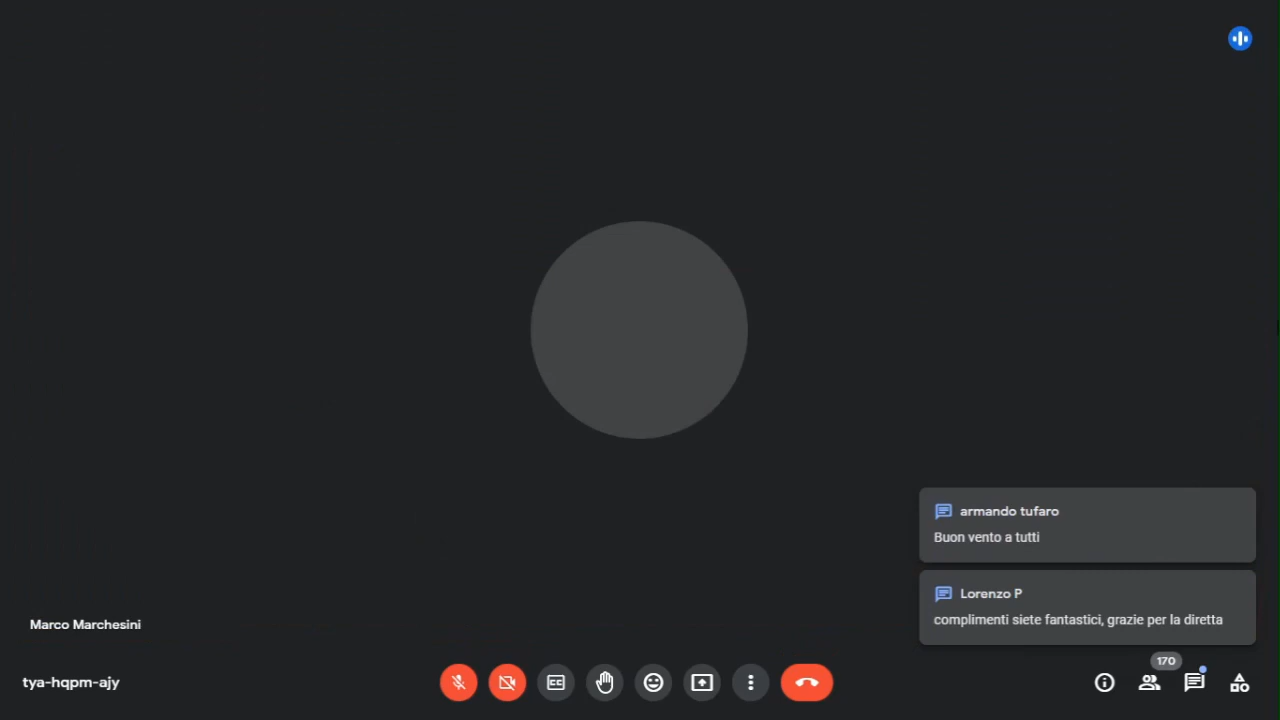 armando tufaro
Buon vento a tutti
Lorenzo P
complimenti siete fantastici, grazie per la diretta
Marco Marchesini
170
tya-hqpm-ajy
CC